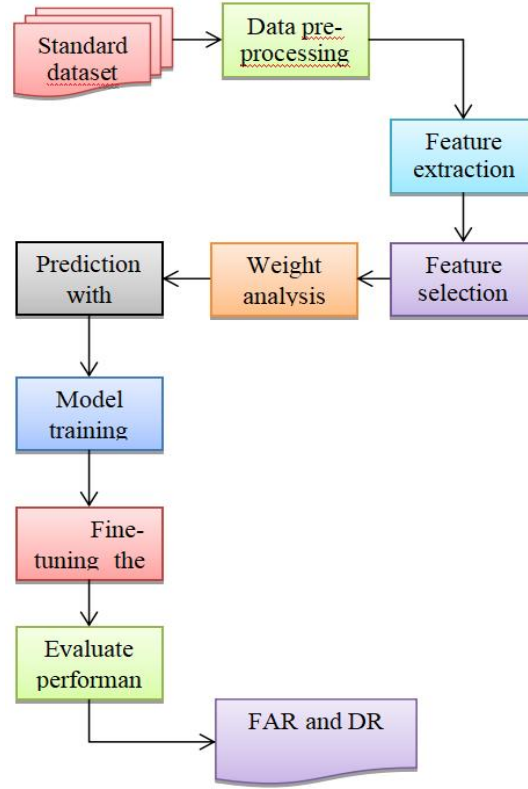 Standard
dataset
Data pre-
processing
Feature
extraction
Feature
selection
Weight
analysis
Prediction
with
Model
training
Fine-
tuning the
Evaluate
performan
FAR and DR